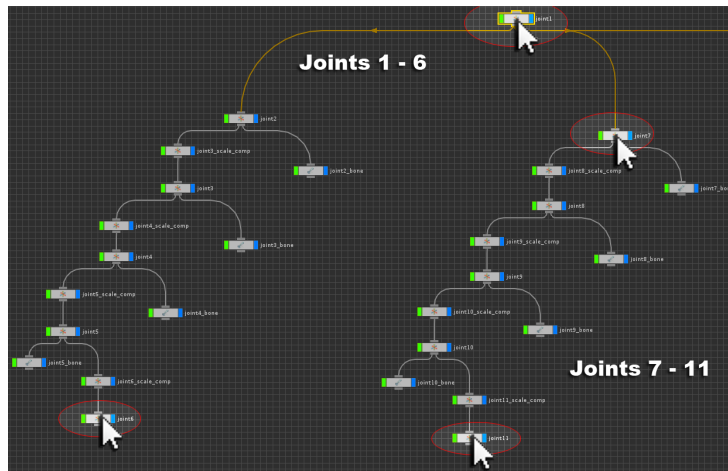 joint1
Joints 1 - 6
joint2
joint7
joint3_scale_comp
joint2_bone
joint8_scale_comp
joint7_bone
joint3
joint8
joint4_scale_comp
joint3_bone
joint9_scale_comp
joint8_bone
joint4
joint9
joint5_scale_comp
joint4_bone
joint10_scale_comp
joint9_bone
joint5
joint10
joint5_bone
Joints 7 - 11
joint6_scale_comp
joint10_bone
joint11_scale_comp
joint6
joint11